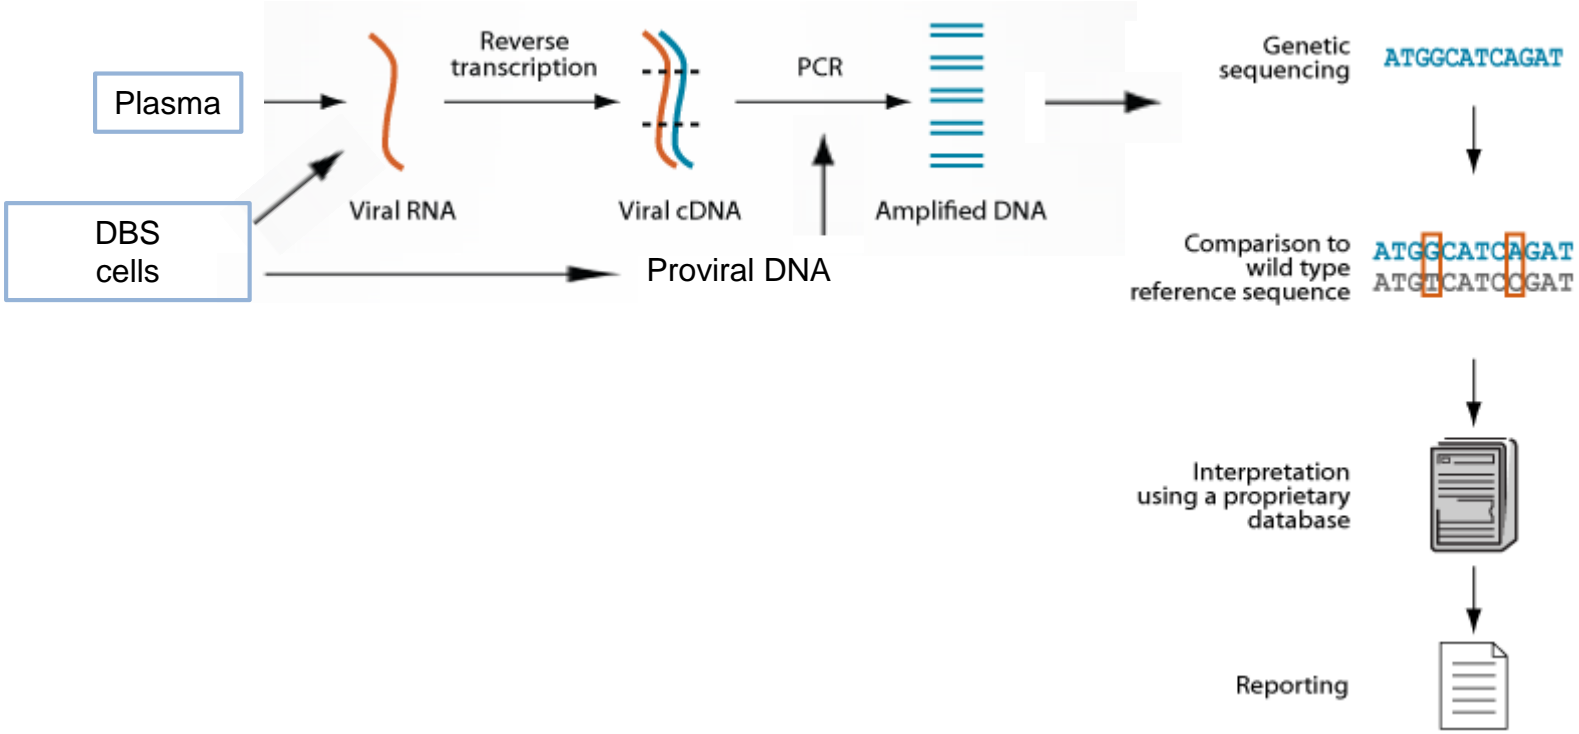 Plasma
DBS
cells
Viral RNA
Reverse
transcription
Viral cDNA
PCR
Proviral DNA
Amplified DNA
Genetic
sequencing
ATGGCATCAGAT
Comparison to
wild type
reference sequence
ATGGCATCAGAT
ATGTCATCCGAT
Interpretation
using a proprietary
database
Reporting